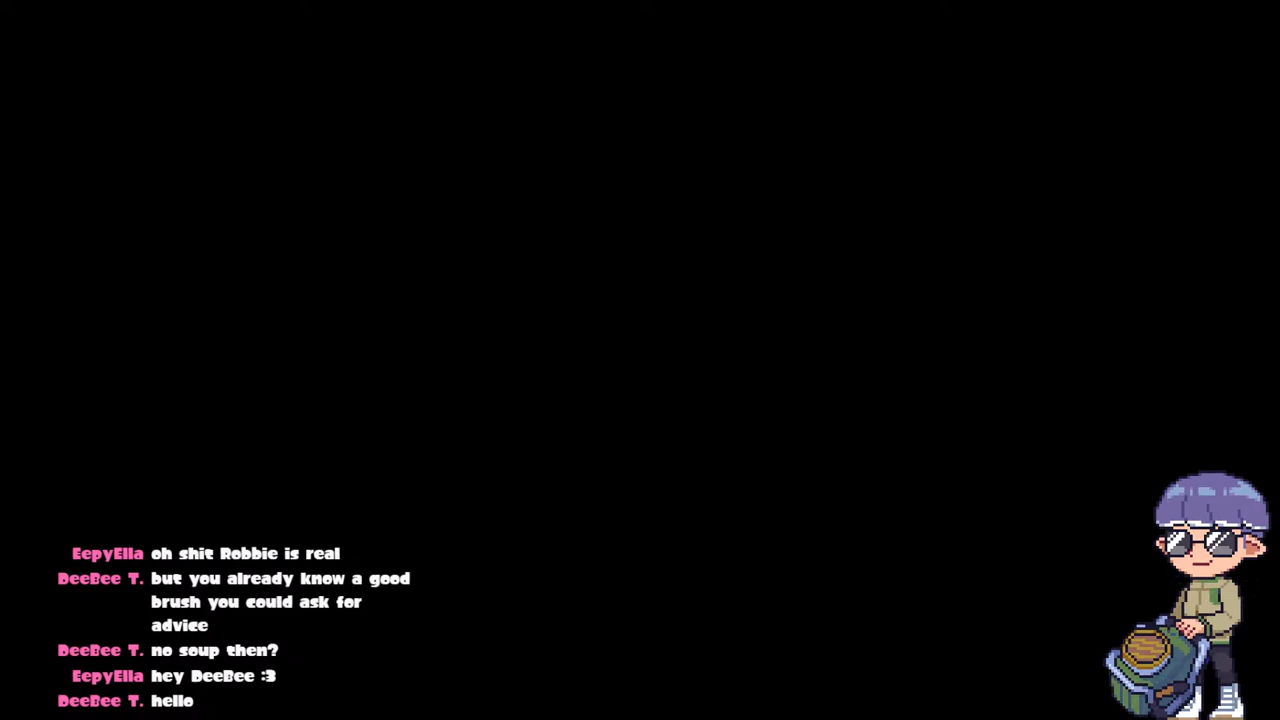 EepyElla oh shit Robbie is real
DeeBee T. but you already know a good
brush you could ask for
advice
DeeBee T. no soup then?
EepyElla hey DeeBee :3
DeeBee T. hello